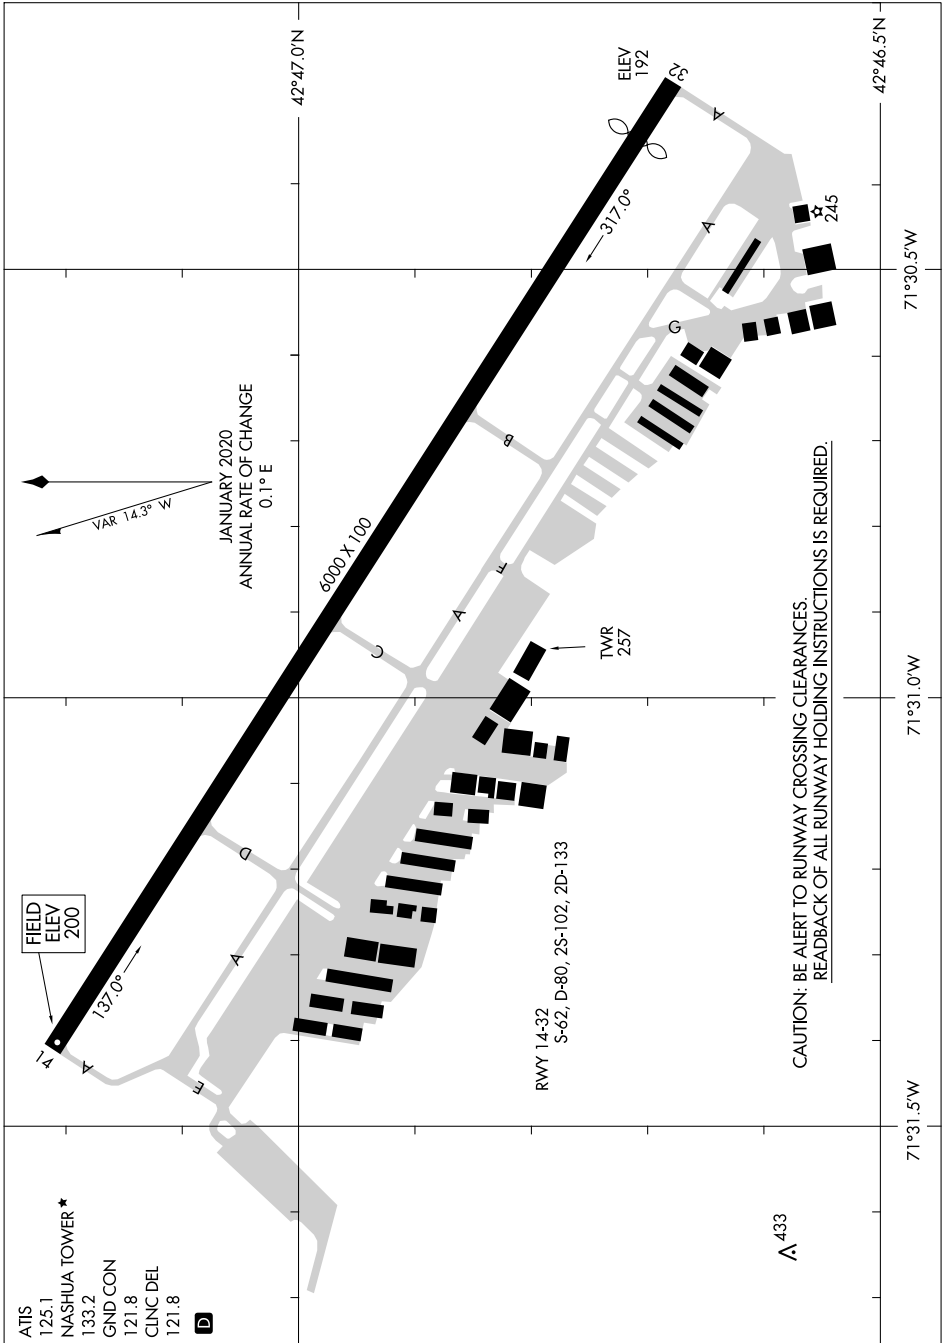 ATIS
125.1
NASHUA TOWER★
133.2
GND CON
121.8
CLNC DEL
121.8
D
FIELD
ELEV
200
14
137.0°
A
E
A
D
C
A
F
B
A
G
A
6000 X 100
317.0°
32
ELEV
192
VAR 14.3° W
JANUARY 2020
ANNUAL RATE OF CHANGE
0.1° E
42°47.0'N
42°46.5'N
71°30.5'W
71°31.0'W
71°31.5'W
245
TWR
257
433
RWY 14-32
S-62, D-80, 2S-102, 2D-133
CAUTION: BE ALERT TO RUNWAY CROSSING CLEARANCES.
READBACK OF ALL RUNWAY HOLDING INSTRUCTIONS IS REQUIRED.